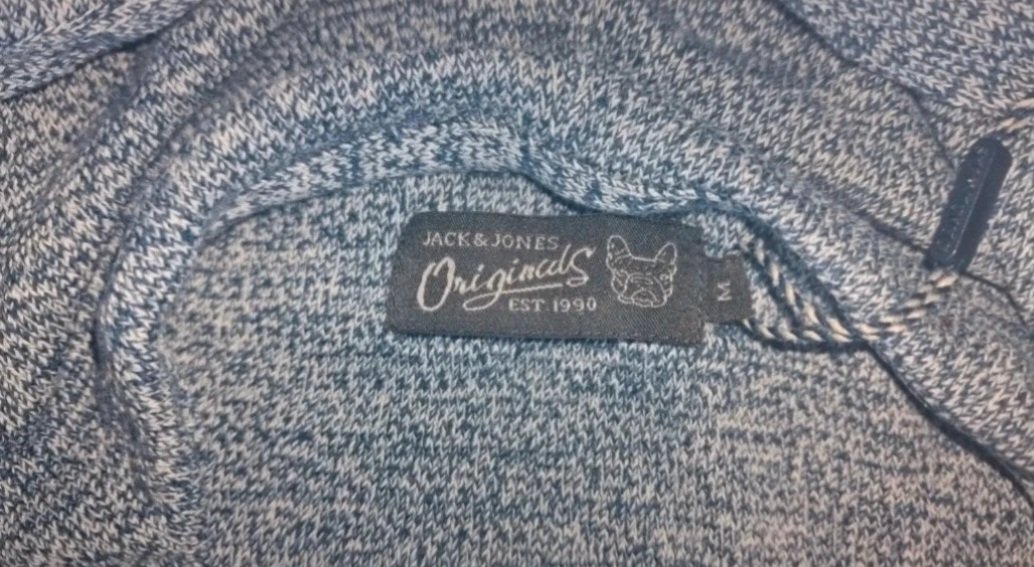 JACK & JONES
Originals
EST. 1990
M